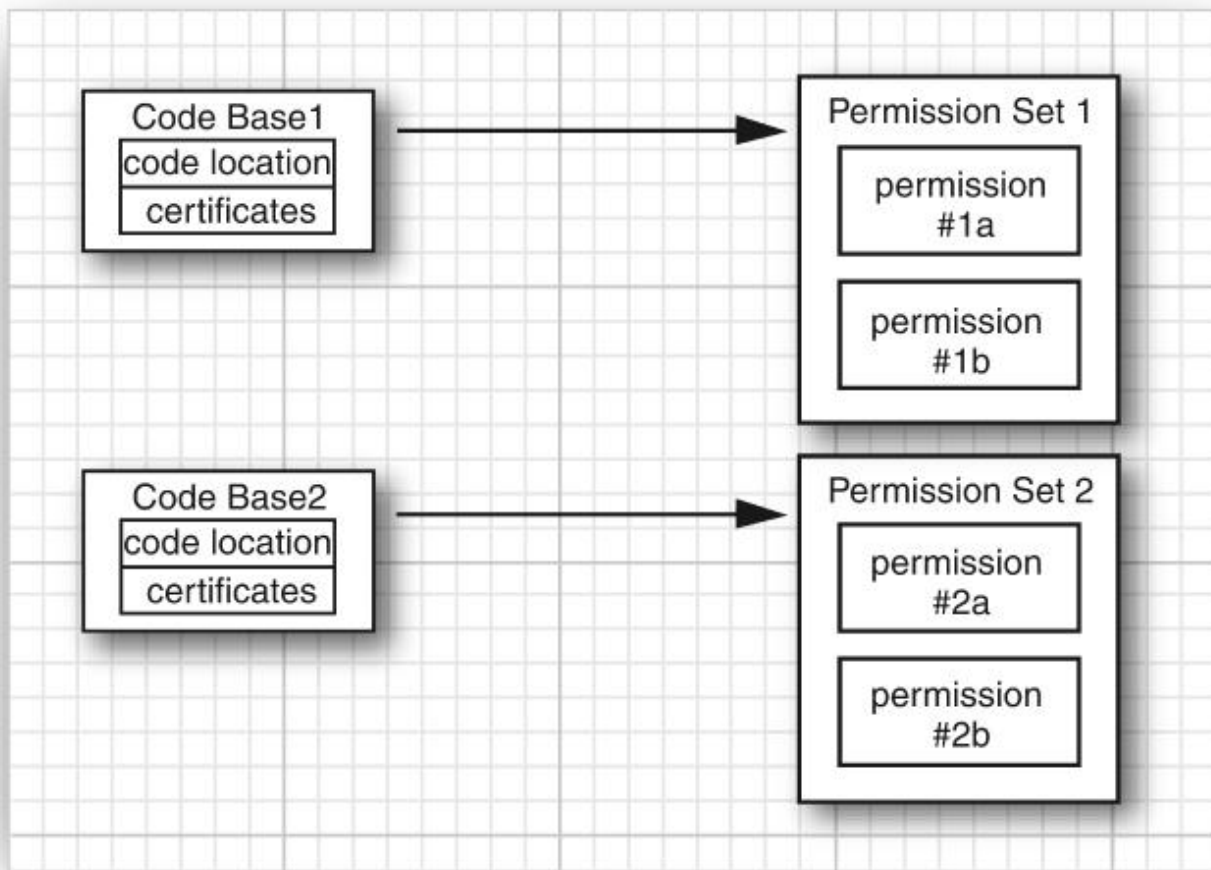 Code Base1
code location
certificates
Permission Set 1
permission
#1a
permission
#1b
Code Base2
code location
certificates
Permission Set 2
permission
#2a
permission
#2b